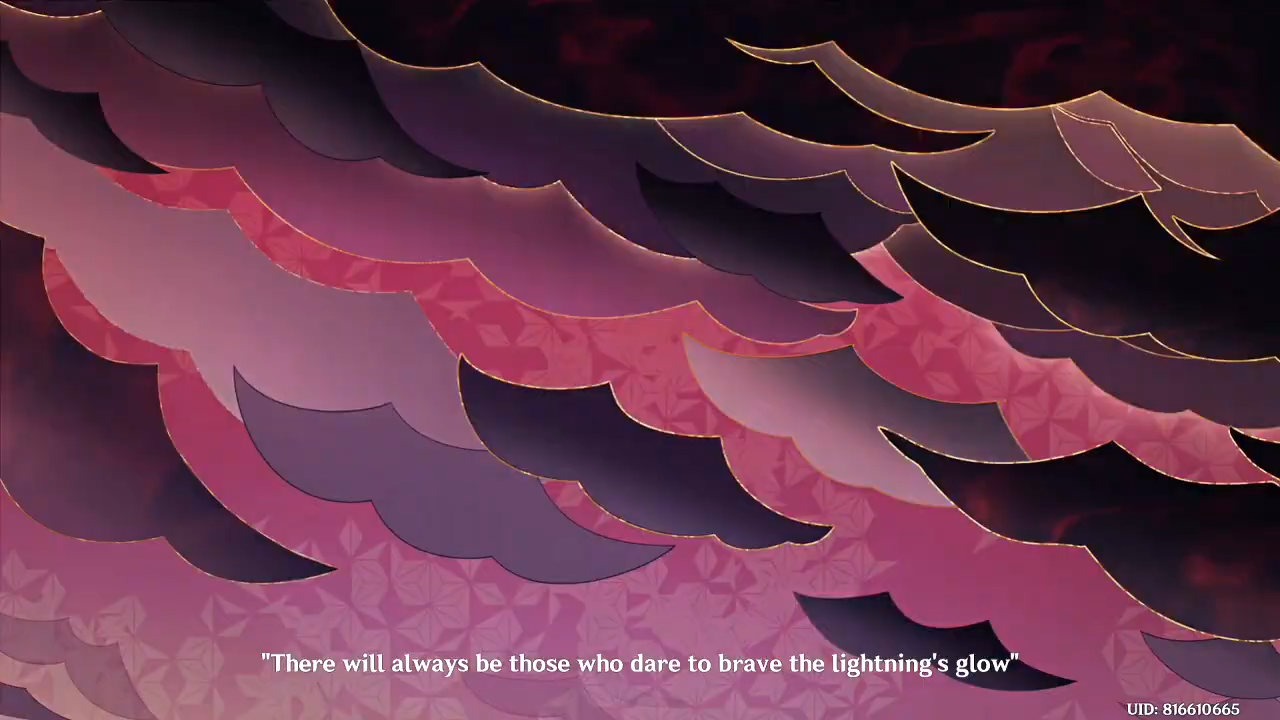 "There will always be those who dare to brave the lightning's glow"
UID: 816610665